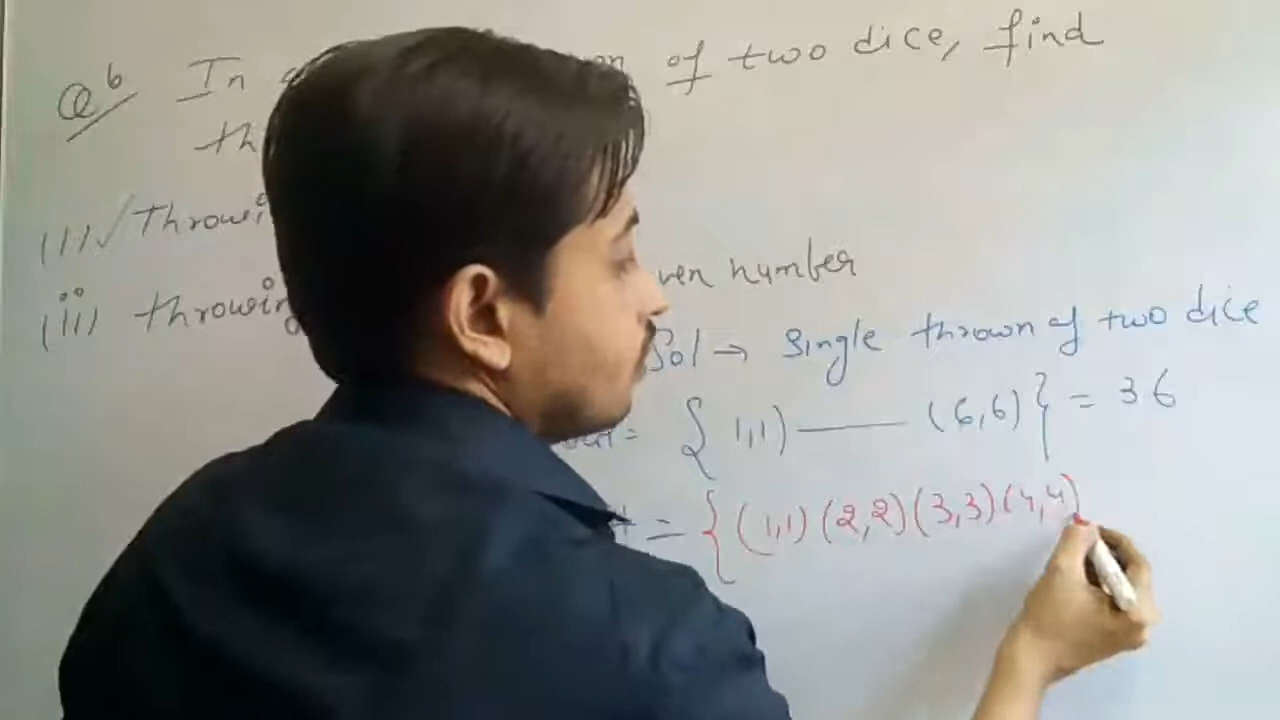 Q6 In of two dice, find
th
(i) ✓ Throwi
(ii) throwing ven number
Sol → Single thrown of two dice
= { 1,1) —— (6,6) } = 36
t = { (1,1) (2,2) (3,3) (4,4)